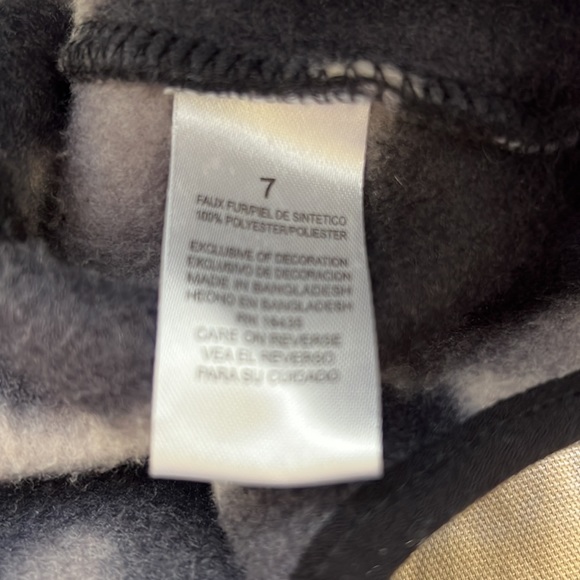 7
FAUX FUR/PIEL DE SINTETICO
100% POLYESTER/POLIESTER
EXCLUSIVE OF DECORATION
EXCLUSIVO DE DECORACION
MADE IN BANGLADESH
HECHO EN BANGLADESH
RN
CARE ON REVERSE
VEA EL REVERSO
PARA SU CUIDADO